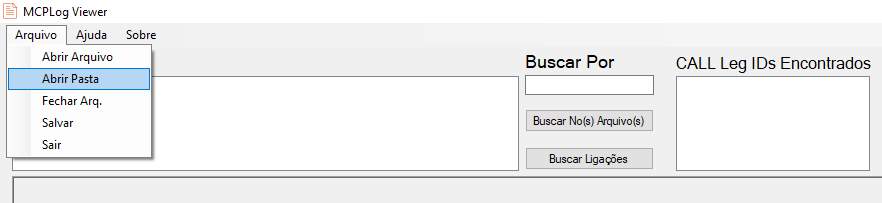 MCPLog Viewer
Arquivo Ajuda Sobre
Abrir Arquivo
Abrir Pasta
Fechar Arq.
Salvar
Sair
Buscar Por
Buscar No(s) Arquivo(s)
Buscar Ligações
CALL Leg IDs Encontrados